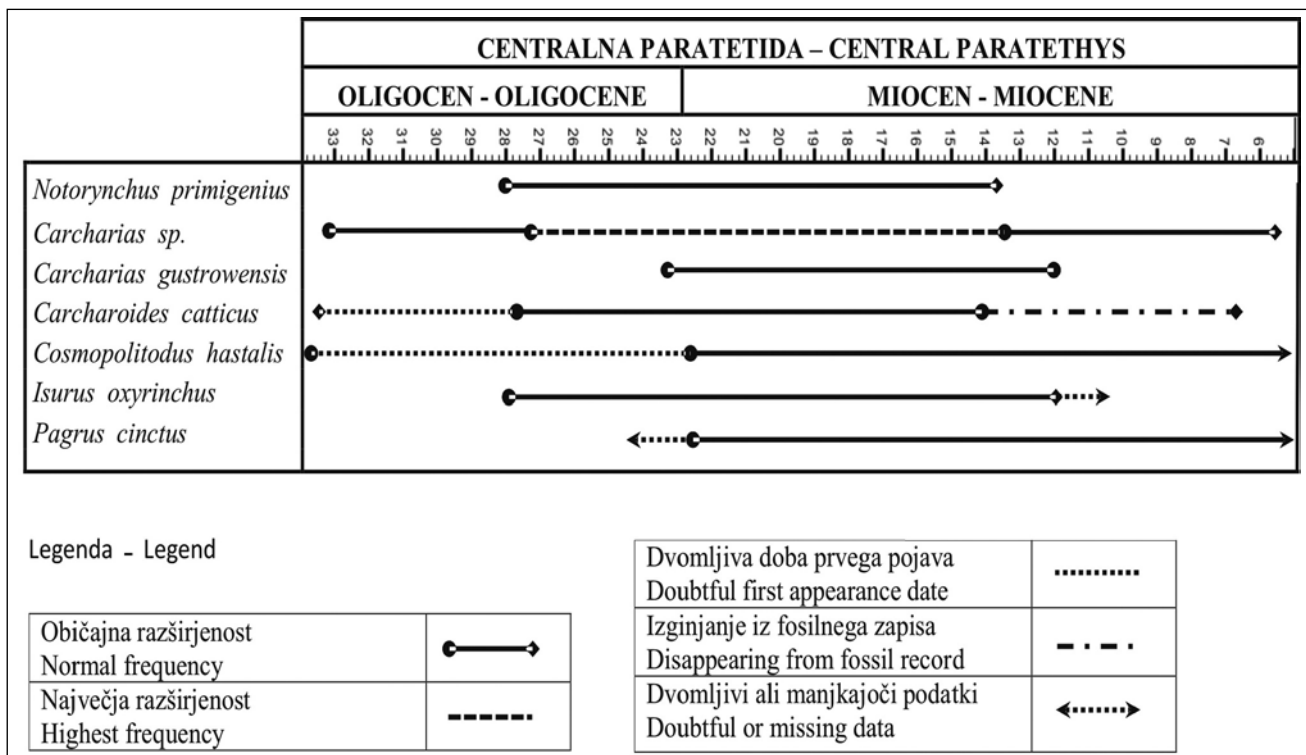 CENTRALNA PARATETIDA – CENTRAL PARATETHYS
OLIGOCEN - OLIGOCENE MIOCEN - MIOCENE
33 32 31 30 29 28 27 26 25 24 23 22 21 20 19 18 17 16 15 14 13 12 11 10 9 8 7 6
Notorynchus primigenius
Carcharias sp.
Carcharias gustrowensis
Carcharoides catticus
Cosmopolitodus hastalis
Isurus oxyrinchus
Pagrus cinctus
Legenda - Legend
Običajna razširjenost
Normal frequency
Največja razširjenost
Highest frequency
Dvomljiva doba prvega pojava
Doubtful first appearance date
Izginjanje iz fosilnega zapisa
Disappearing from fossil record
Dvomljivi ali manjkajoči podatki
Doubtful or missing data